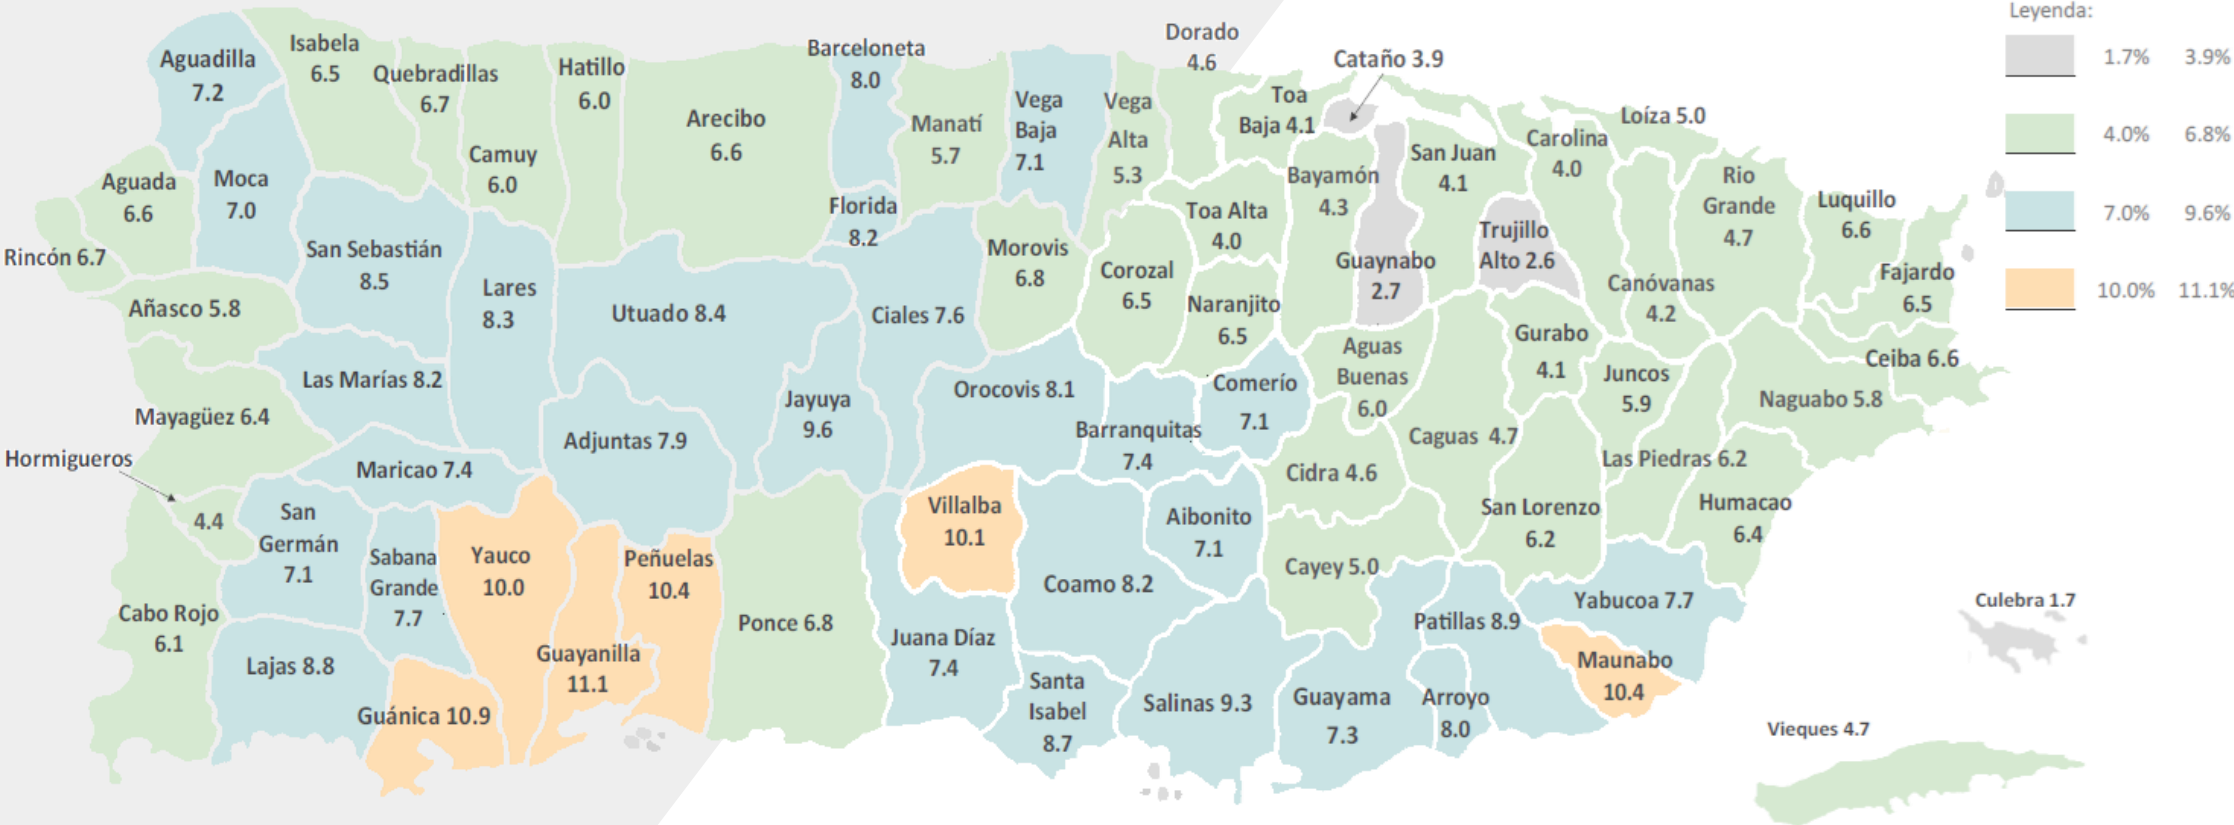 Leyenda:
1.7% 3.9%
4.0% 6.8%
7.0% 9.6%
10.0% 11.1%
Aguadilla
7.2
Isabela
6.5
Quebradillas
6.7
Camuy
6.0
Hatillo
6.0
Arecibo
6.6
Barceloneta
8.0
Florida
8.2
Manatí
5.7
Vega
Baja
7.1
Vega
Alta
5.3
Dorado
4.6
Toa
Baja 4.1
Cataño 3.9
Toa Alta
4.0
Bayamón
4.3
Guaynabo
2.7
San Juan
4.1
Trujillo
Alto 2.6
Carolina
4.0
Loíza 5.0
Canóvanas
4.2
Rio
Grande
4.7
Luquillo
6.6
Fajardo
6.5
Ceiba 6.6
Aguada
6.6
Moca
7.0
Rincón 6.7
Añasco 5.8
San Sebastián
8.5
Lares
8.3
Utuado 8.4
Ciales 7.6
Morovis
6.8
Corozal
6.5
Naranjito
6.5
Aguas
Buenas
6.0
Gurabo
4.1
Juncos
5.9
Naguabo 5.8
Mayagüez 6.4
Las Marías 8.2
Hormigueros
4.4
Maricao 7.4
Adjuntas 7.9
Jayuya
9.6
Orocovis 8.1
Barranquitas
7.4
Comerío
7.1
Cidra 4.6
Caguas 4.7
San Lorenzo
6.2
Las Piedras 6.2
Humacao
6.4
San
Germán
7.1
Sabana
Grande
7.7
Yauco
10.0
Guayanilla
11.1
Peñuelas
10.4
Ponce 6.8
Villalba
10.1
Juana Díaz
7.4
Coamo 8.2
Aibonito
7.1
Cayey 5.0
Cabo Rojo
6.1
Lajas 8.8
Guánica 10.9
Santa
Isabel
8.7
Salinas 9.3
Guayama
7.3
Arroyo
8.0
Patillas 8.9
Yabucoa 7.7
Maunabo
10.4
Culebra 1.7
Vieques 4.7